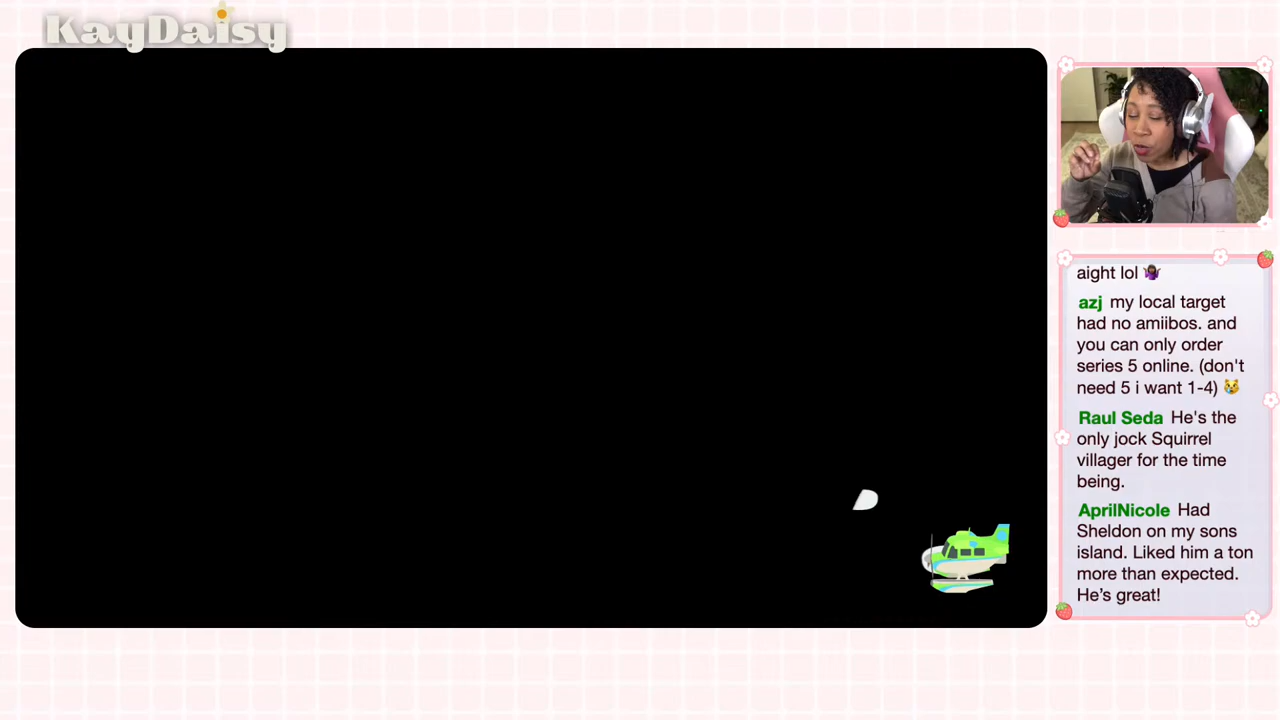 KayDaisy
aight lol 🤷🏾‍♀️
azj my local target
had no amiibos. and
you can only order
series 5 online. (don't
need 5 i want 1-4) 😿
Raul Seda He's the
only jock Squirrel
villager for the time
being.
AprilNicole Had
Sheldon on my sons
island. Liked him a ton
more than expected.
He’s great!